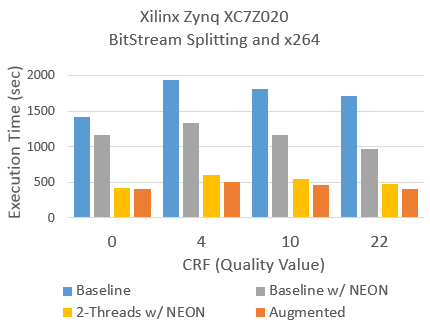 Xilinx Zynq XC7Z020
BitStream Splitting and x264
Execution Time (sec)
2000
1500
1000
500
0
0 4 10 22
CRF (Quality Value)
Baseline Baseline w/ NEON
2-Threads w/ NEON Augmented